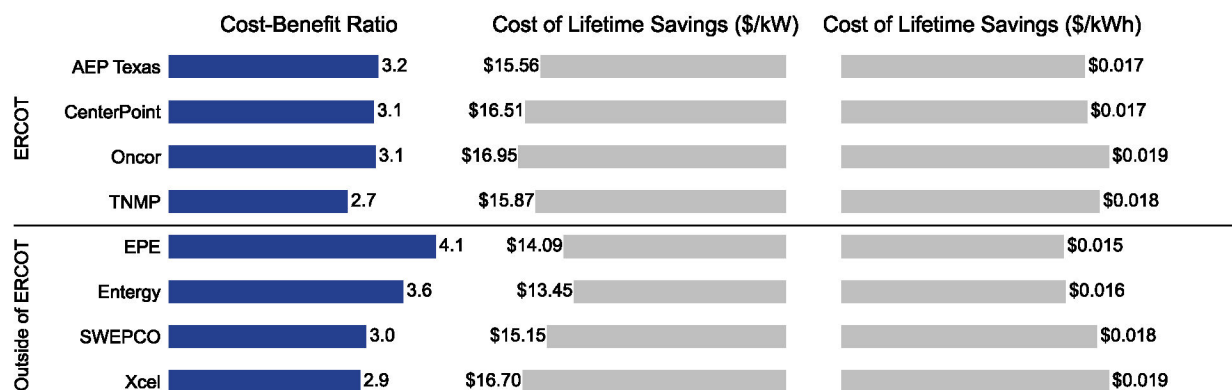 Cost-Benefit Ratio Cost of Lifetime Savings ($/kW) Cost of Lifetime Savings ($/kWh)
ERCOT
AEP Texas 3.2 $15.56 $0.017
CenterPoint 3.1 $16.51 $0.017
Oncor 3.1 $16.95 $0.019
TNMP 2.7 $15.87 $0.018
Outside of ERCOT
EPE 4.1 $14.09 $0.015
Entergy 3.6 $13.45 $0.016
SWEPCO 3.0 $15.15 $0.018
Xcel 2.9 $16.70 $0.019